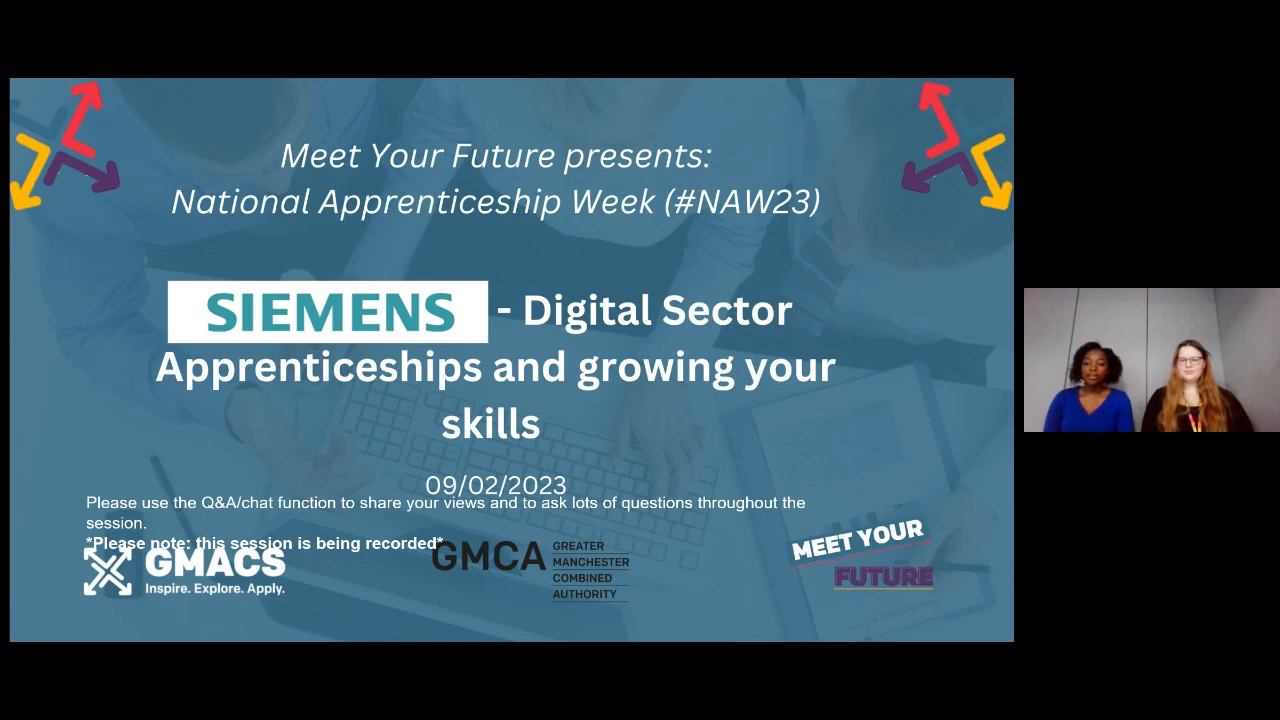 Meet Your Future presents:
National Apprenticeship Week (#NAW23)
SIEMENS - Digital Sector
Apprenticeships and growing your
skills
09/02/2023
Please use the Q&A/chat function to share your views and to ask lots of questions throughout the
session.
*Please note: this session is being recorded*
GMACS
Inspire. Explore. Apply.
GMCA
GREATER
MANCHESTER
COMBINED
AUTHORITY
MEET YOUR
FUTURE